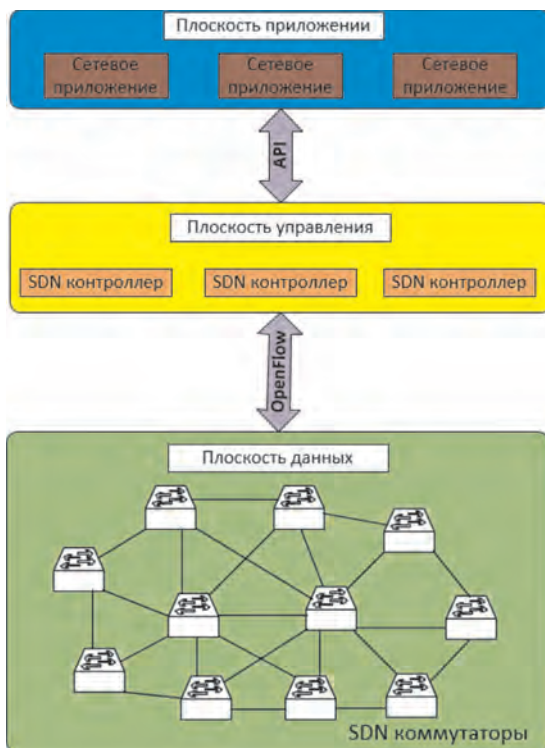 Плоскость приложении
Сетевое Сетевое Сетевое
приложение приложение приложение
API
Плоскость управления
SDN контроллер SDN контроллер SDN контроллер
OpenFlow
Плоскость данных
SDN коммутаторы